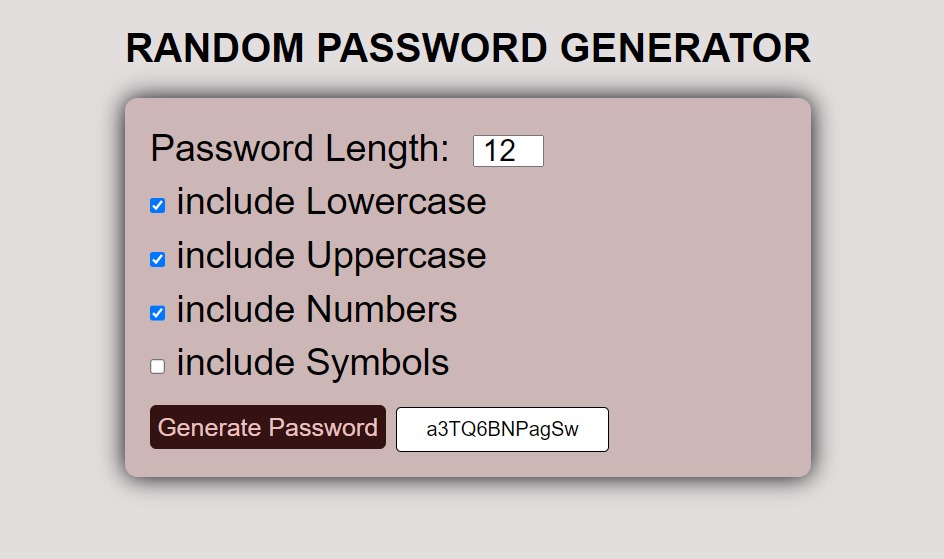 RANDOM PASSWORD GENERATOR
Password Length: 12
include Lowercase
include Uppercase
include Numbers
include Symbols
Generate Password a3TQ6BNPagSw